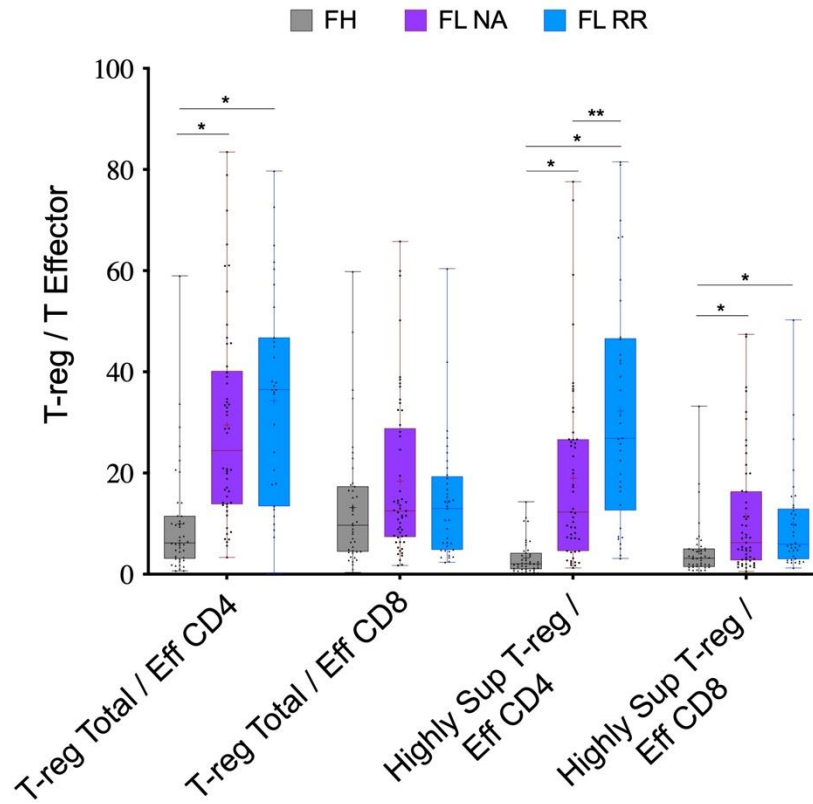 FH FL NA FL RR
T-reg / T Effector
100
80
60
40
20
0
*
*
**
*
*
*
*
T-reg Total / Eff CD4
T-reg Total / Eff CD8
Highly Sup T-reg /
Eff CD4
Highly Sup T-reg /
Eff CD8